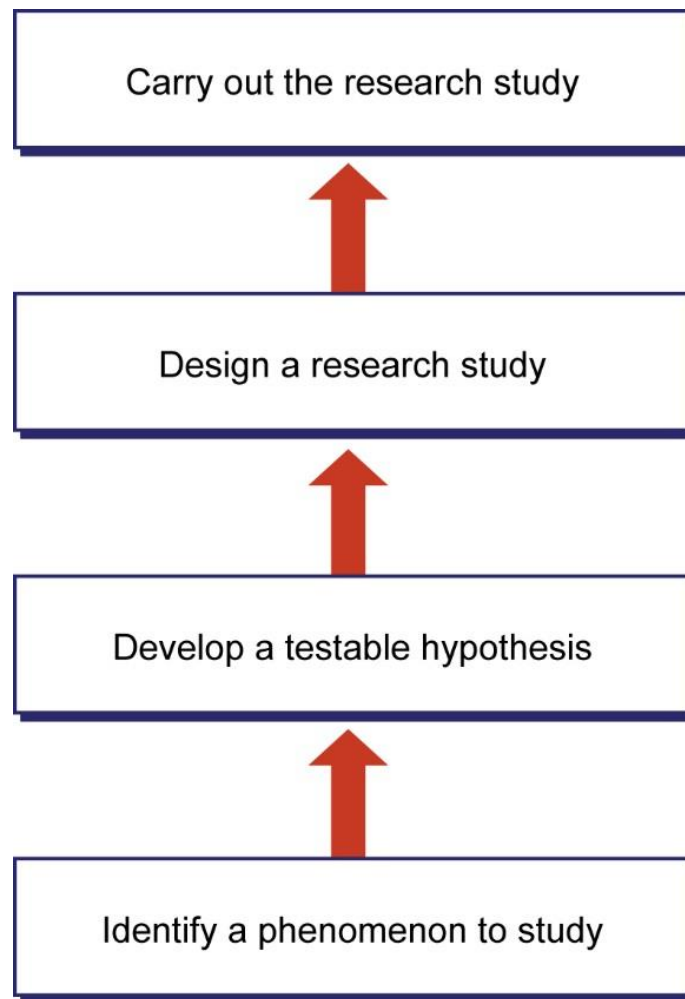 Carry out the research study
Design a research study
Develop a testable hypothesis
Identify a phenomenon to study